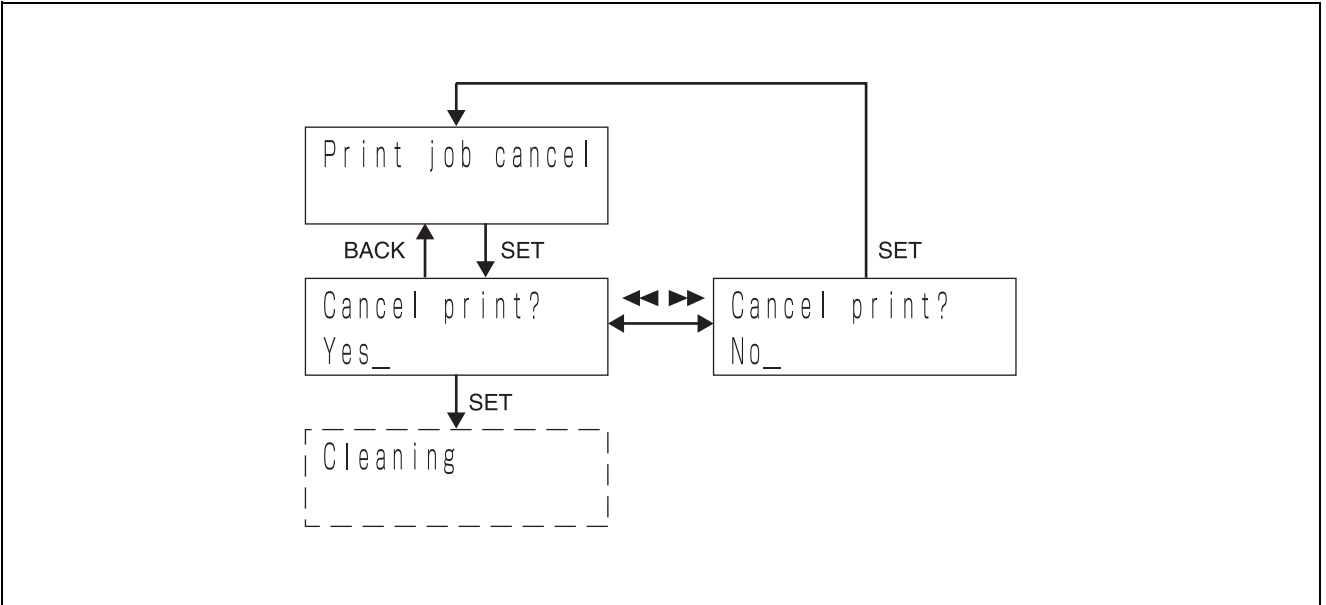 Print job cancel
BACK
SET
SET
Cancel print?
Yes_
Cancel print?
No_
SET
Cleaning